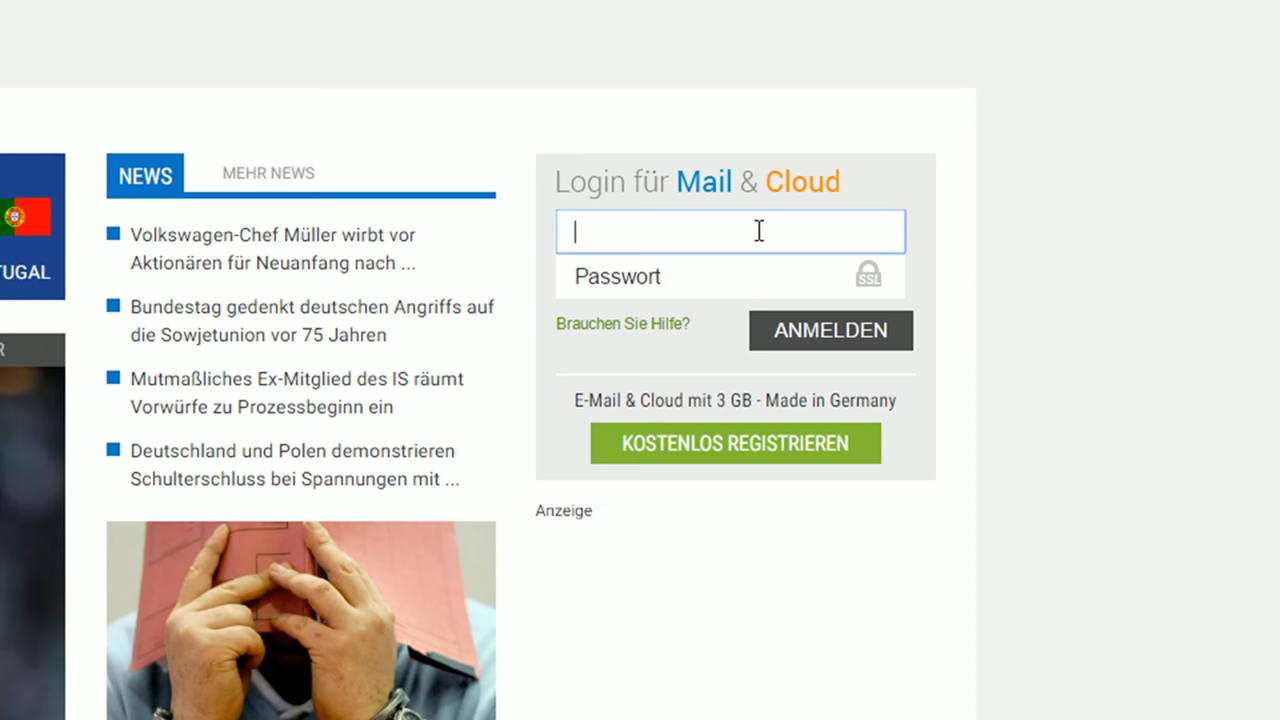 TUGAL
R
NEWS
MEHR NEWS
Volkswagen-Chef Müller wirbt vor
Aktionären für Neuanfang nach ...
Bundestag gedenkt deutschen Angriffs auf
die Sowjetunion vor 75 Jahren
Mutmaßliches Ex-Mitglied des IS räumt
Vorwürfe zu Prozessbeginn ein
Deutschland und Polen demonstrieren
Schulterschluss bei Spannungen mit ...
Login für Mail & Cloud
Passwort
SSL
Brauchen Sie Hilfe?
ANMELDEN
E-Mail & Cloud mit 3 GB - Made in Germany
KOSTENLOS REGISTRIEREN
Anzeige